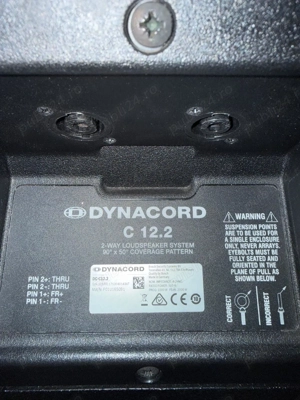 DYNACORD
C 12.2
2-WAY LOUDSPEAKER SYSTEM
90° x 50° COVERAGE PATTERN
PIN 2+: THRU
PIN 2-: THRU
PIN 1+: FR+
PIN 1-: FR-
DYNACORD
WARNING
SUSPENSION POINTS
ARE TO BE USED FOR
A SINGLE ENCLOSURE
ONLY. NEVER ARRAYS.
EYEBOLTS MUST BE
FULLY SEATED AND
ORIENTED IN THE
PLANE OF PULL AS
SHOWN
CORRECT
INCORRECT